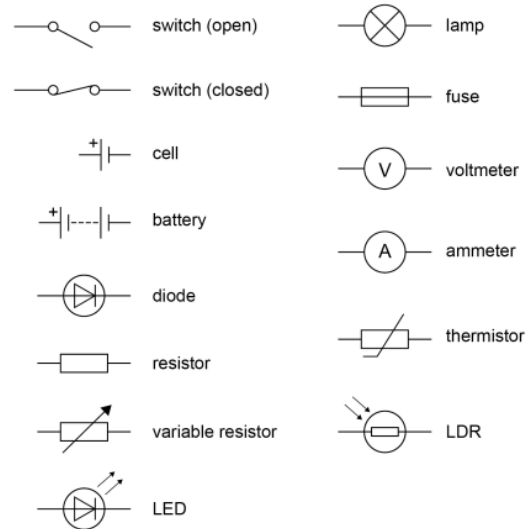 switch (open)
switch (closed)
+
cell
+
battery
diode
resistor
variable resistor
LED
lamp
fuse
V
voltmeter
A
ammeter
thermistor
LDR